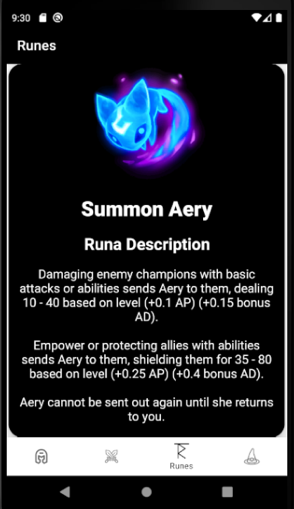 9:30
Runes
Summon Aery
Runa Description
Damaging enemy champions with basic
attacks or abilities sends Aery to them, dealing
10 - 40 based on level (+0.1 AP) (+0.15 bonus
AD).
Empower or protecting allies with abilities
sends Aery to them, shielding them for 35 - 80
based on level (+0.25 AP) (+0.4 bonus AD).
Aery cannot be sent out again until she returns
to you.
Runes